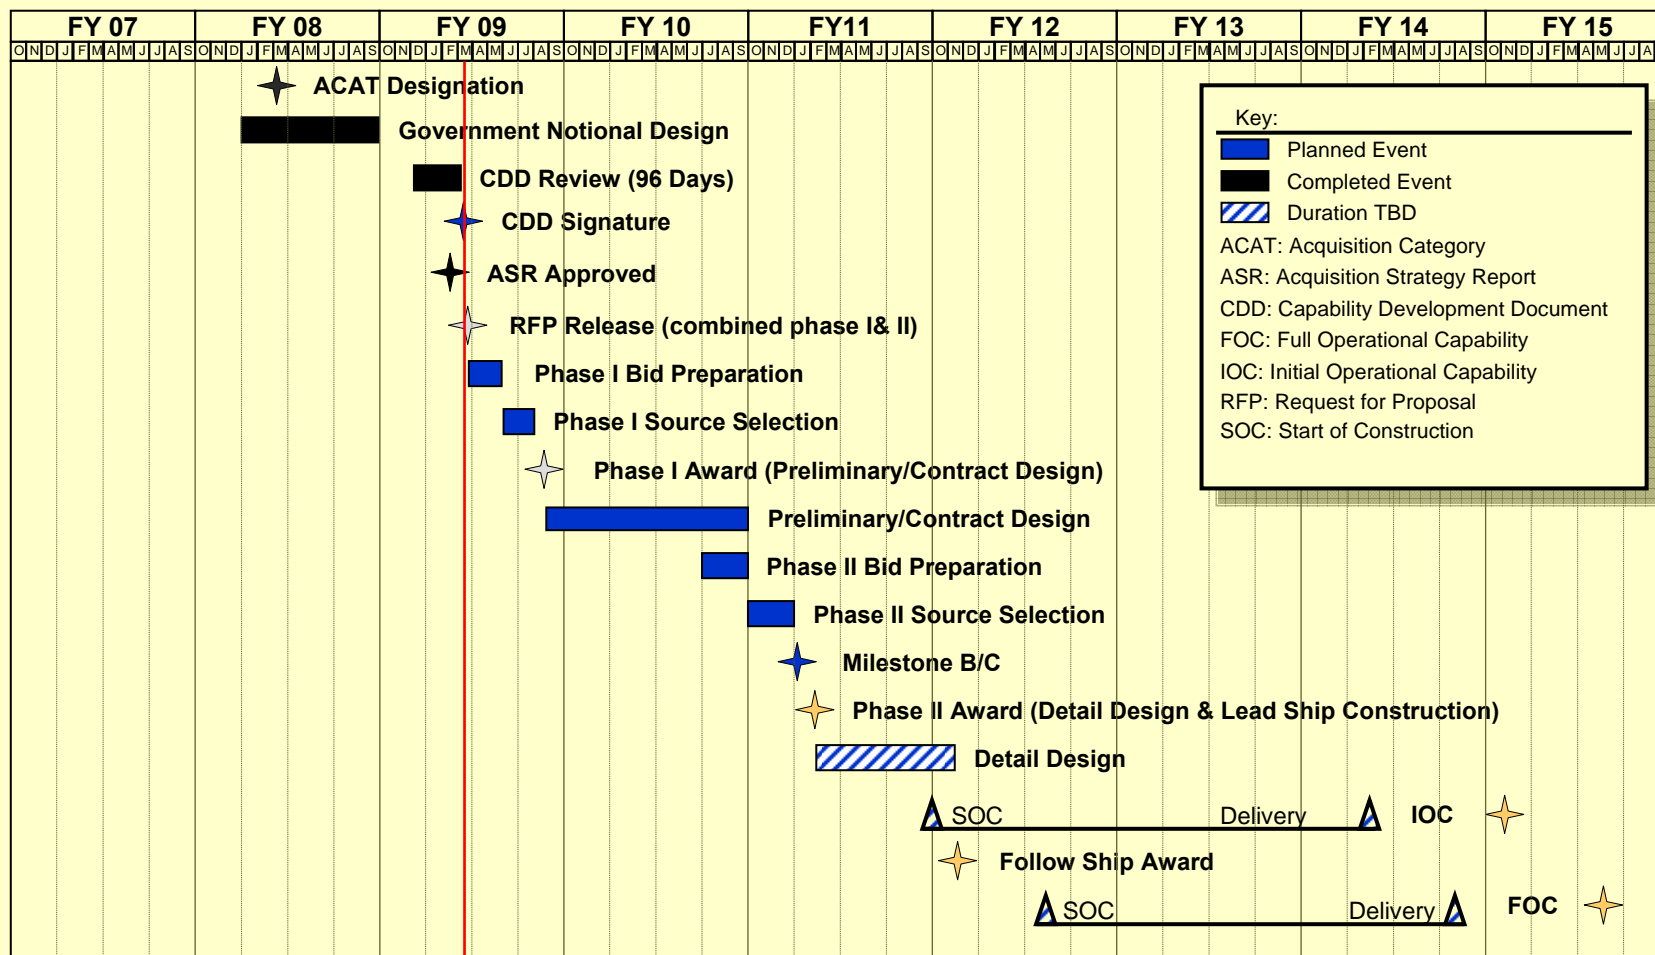 FY 07 FY 08 FY 09 FY 10 FY11 FY 12 FY 13 FY 14 FY 15
O N D J F M A M J J A S O N D J F M A M J J A S O N D J F M A M J J A S O N D J F M A M J J A S O N D J F M A M J J A S O N D J F M A M J J A S O N D J F M A M J J A S O N D J F M A M J J A S O N D J F M A M J J A
ACAT Designation
Government Notional Design
CDD Review (96 Days)
CDD Signature
ASR Approved
RFP Release (combined phase I& II)
Phase I Bid Preparation
Phase I Source Selection
Phase I Award (Preliminary/Contract Design)
Preliminary/Contract Design
Phase II Bid Preparation
Phase II Source Selection
Milestone B/C
Phase II Award (Detail Design & Lead Ship Construction)
Detail Design
SOC Delivery IOC
Follow Ship Award
SOC Delivery FOC
Key:
Planned Event
Completed Event
Duration TBD
ACAT: Acquisition Category
ASR: Acquisition Strategy Report
CDD: Capability Development Document
FOC: Full Operational Capability
IOC: Initial Operational Capability
RFP: Request for Proposal
SOC: Start of Construction